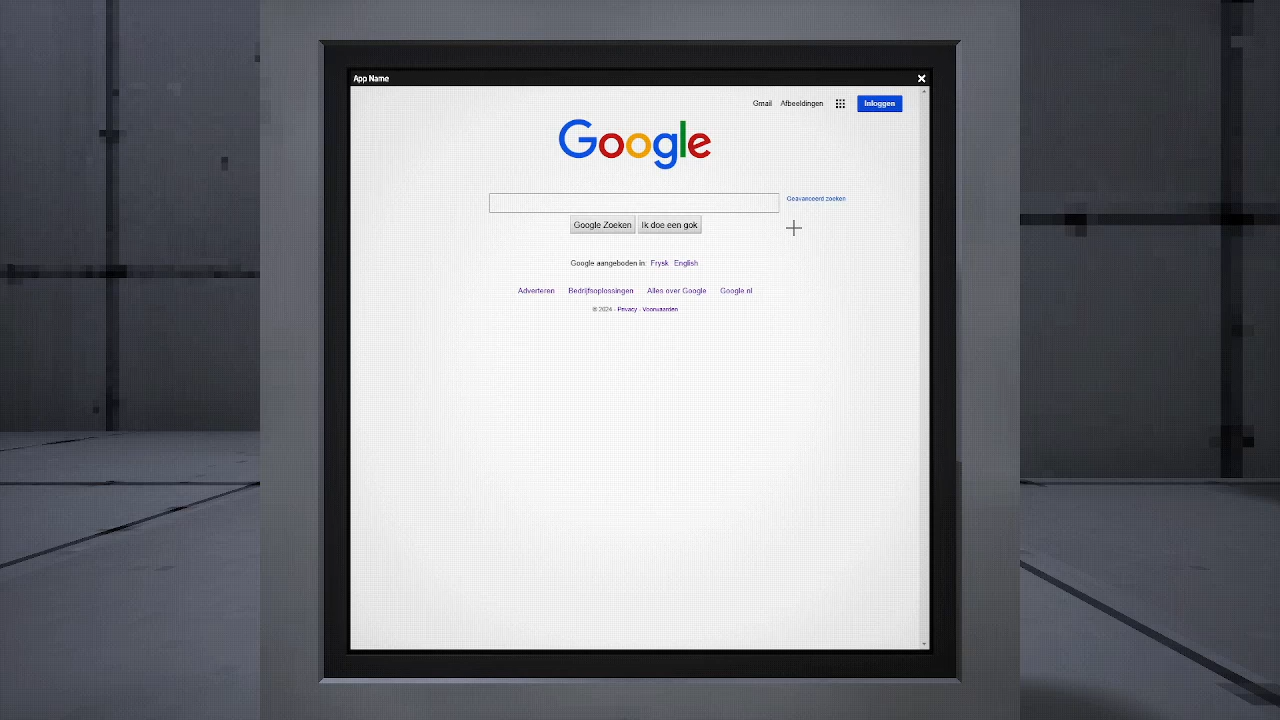 App Name
Gmail Afbeeldingen Inloggen
Google
Geavanceerd zoeken
Google Zoeken Ik doe een gok
Google aangeboden in: Frysk English
Adverteren Bedrijfsoplossingen Alles over Google Google.nl
© 2024 - Privacy - Voorwaarden